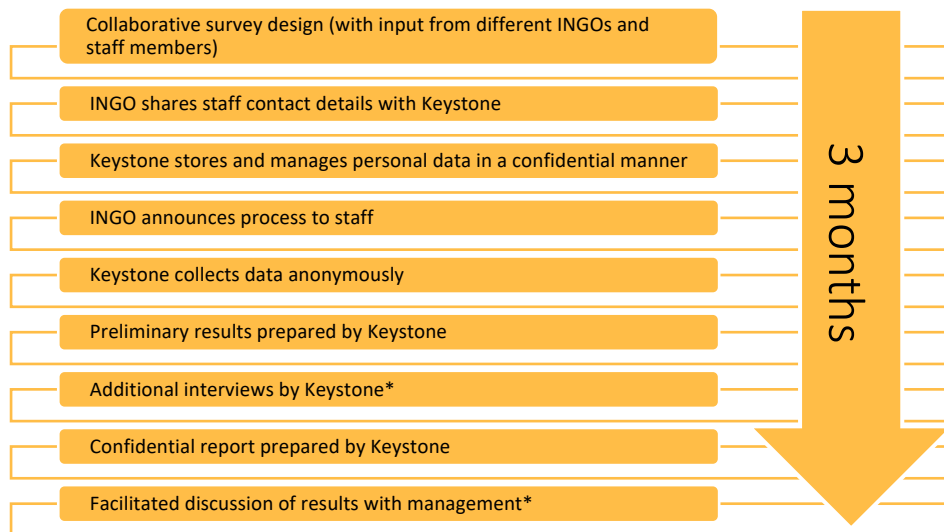 Collaborative survey design (with input from different INGOs and
staff members)
INGO shares staff contact details with Keystone
Keystone stores and manages personal data in a confidential manner
INGO announces process to staff
Keystone collects data anonymously
Preliminary results prepared by Keystone
Additional interviews by Keystone*
Confidential report prepared by Keystone
Facilitated discussion of results with management*
3 months